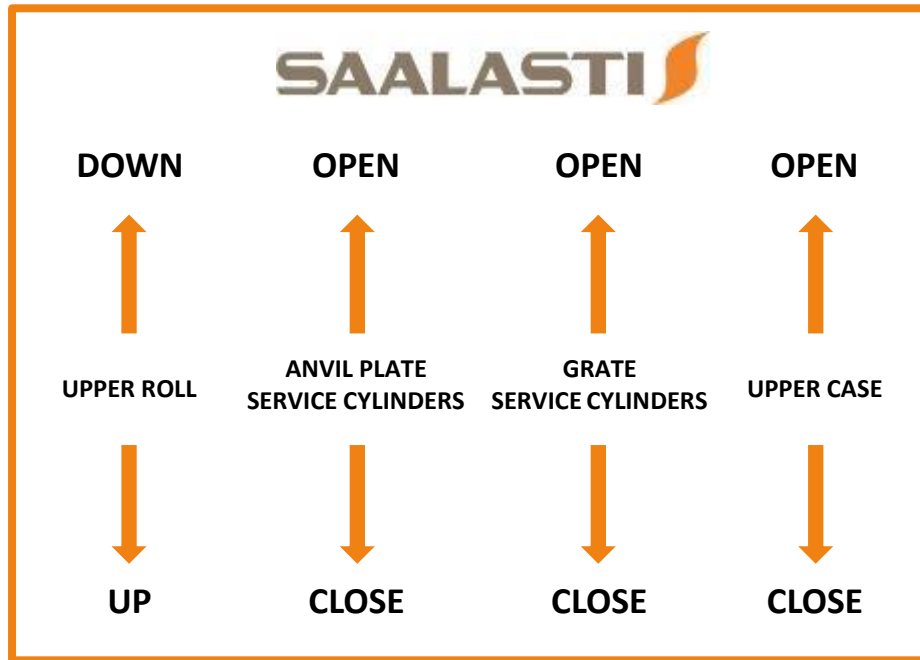 SAALASTI
DOWN OPEN OPEN OPEN
UPPER ROLL
ANVIL PLATE
SERVICE CYLINDERS
GRATE
SERVICE CYLINDERS
UPPER CASE
UP CLOSE CLOSE CLOSE